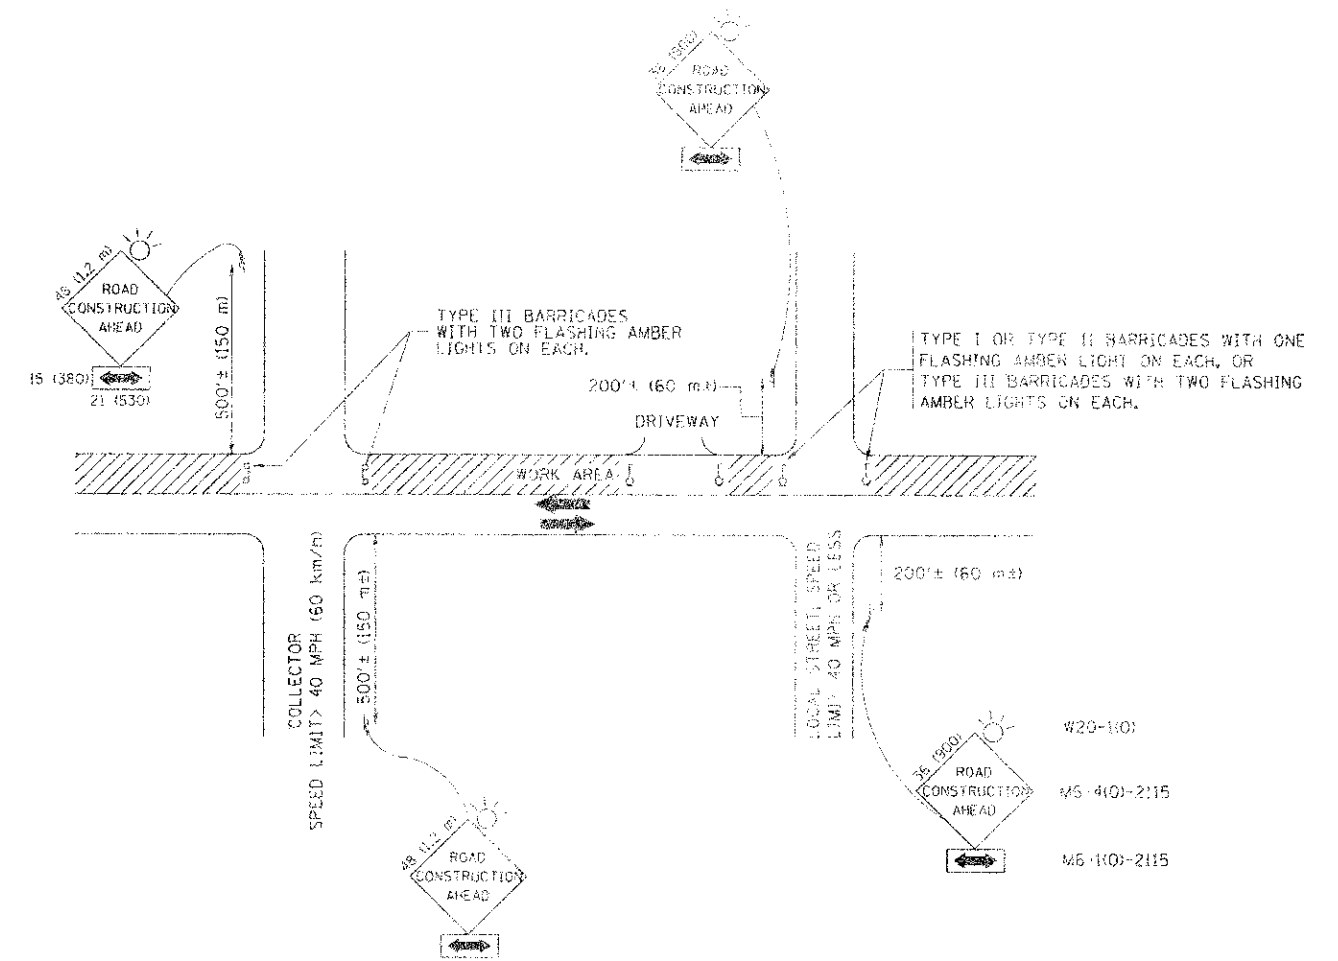 36 (900)
ROAD
CONSTRUCTION
AHEAD
48 (1.2 m)
ROAD
CONSTRUCTION
AHEAD
15 (380)
21 (530)
500'± (150 m)
TYPE III BARRICADES
WITH TWO FLASHING AMBER
LIGHTS ON EACH.
200'± (60 m±)
DRIVEWAY
TYPE I OR TYPE II BARRICADES WITH ONE
FLASHING AMBER LIGHT ON EACH, OR
TYPE III BARRICADES WITH TWO FLASHING
AMBER LIGHTS ON EACH.
WORK AREA
COLLECTOR
SPEED LIMIT> 40 MPH (60 km/h)
500'± (150 m±)
LOCAL STREET, SPEED
LIMIT> 40 MPH OR LESS
200'± (60 m±)
48 (1.2 m)
ROAD
CONSTRUCTION
AHEAD
36 (900)
ROAD
CONSTRUCTION
AHEAD
W20-1(O)
M6-4(O)-2115
M6-1(O)-2115